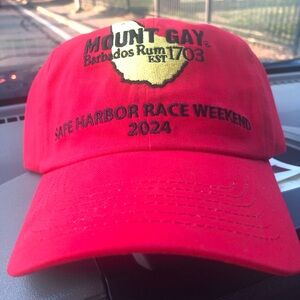 MOUNT GAY®
Barbados Rum
EST 1703
SAFE HARBOR RACE WEEKEND
2024